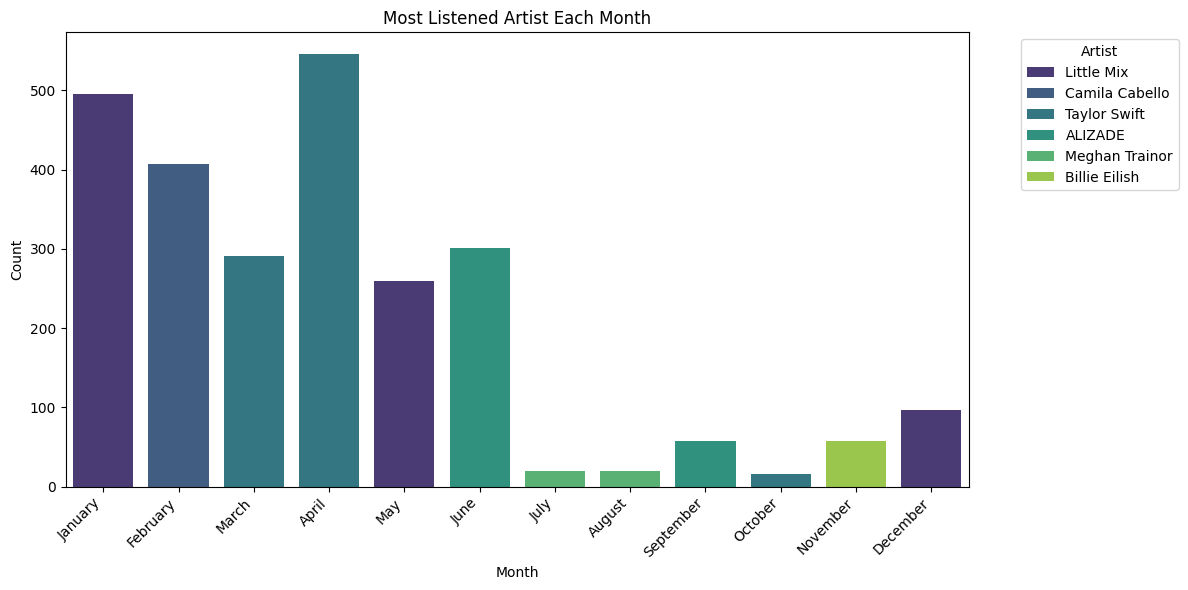 Most Listened Artist Each Month
Artist
Little Mix
Camila Cabello
Taylor Swift
ALIZADE
Meghan Trainor
Billie Eilish
Count
500
400
300
200
100
0
January
February
March
April
May
June
July
August
September
October
November
December
Month